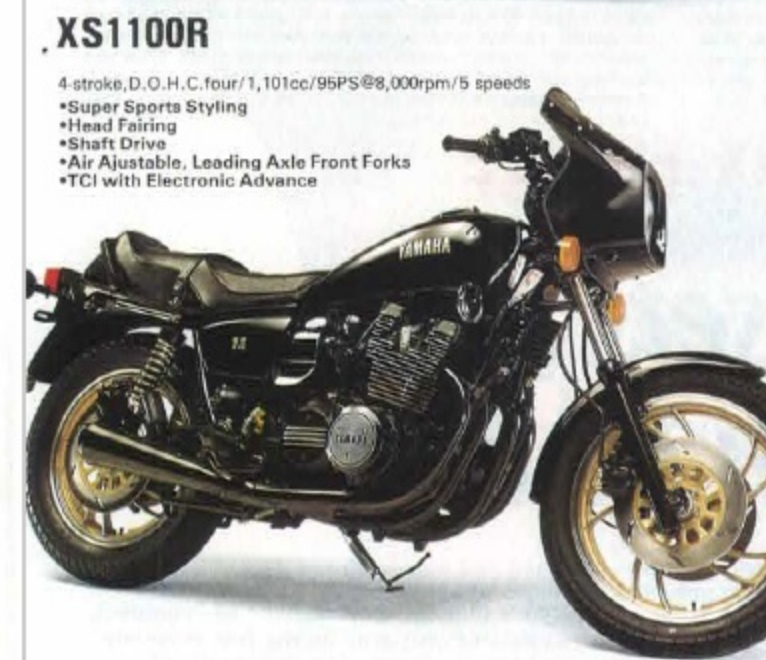 XS1100R
4-stroke,D.O.H.C.four/1,101cc/95PS@8,000rpm/5 speeds
•Super Sports Styling
•Head Fairing
•Shaft Drive
•Air Ajustable, Leading Axle Front Forks
•TCI with Electronic Advance
YAMAHA
YAMAHA